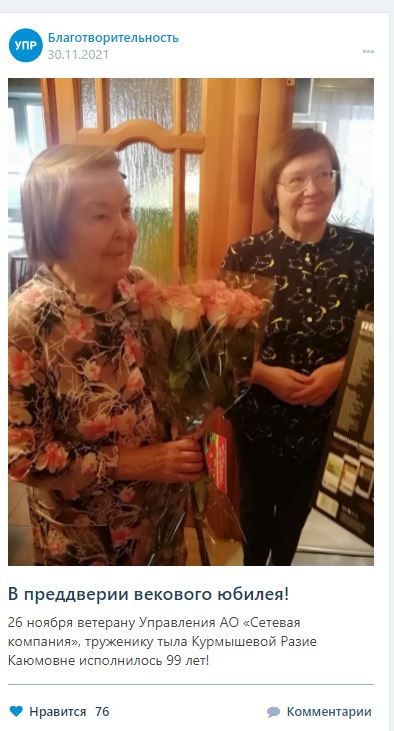 УПР
Благотворительность
30.11.2021
В преддверии векового юбилея!
26 ноября ветерану Управления АО «Сетевая
компания», труженику тыла Курмышевой Разие
Каюмовне исполнилось 99 лет!
Нравится 76
Комментарии